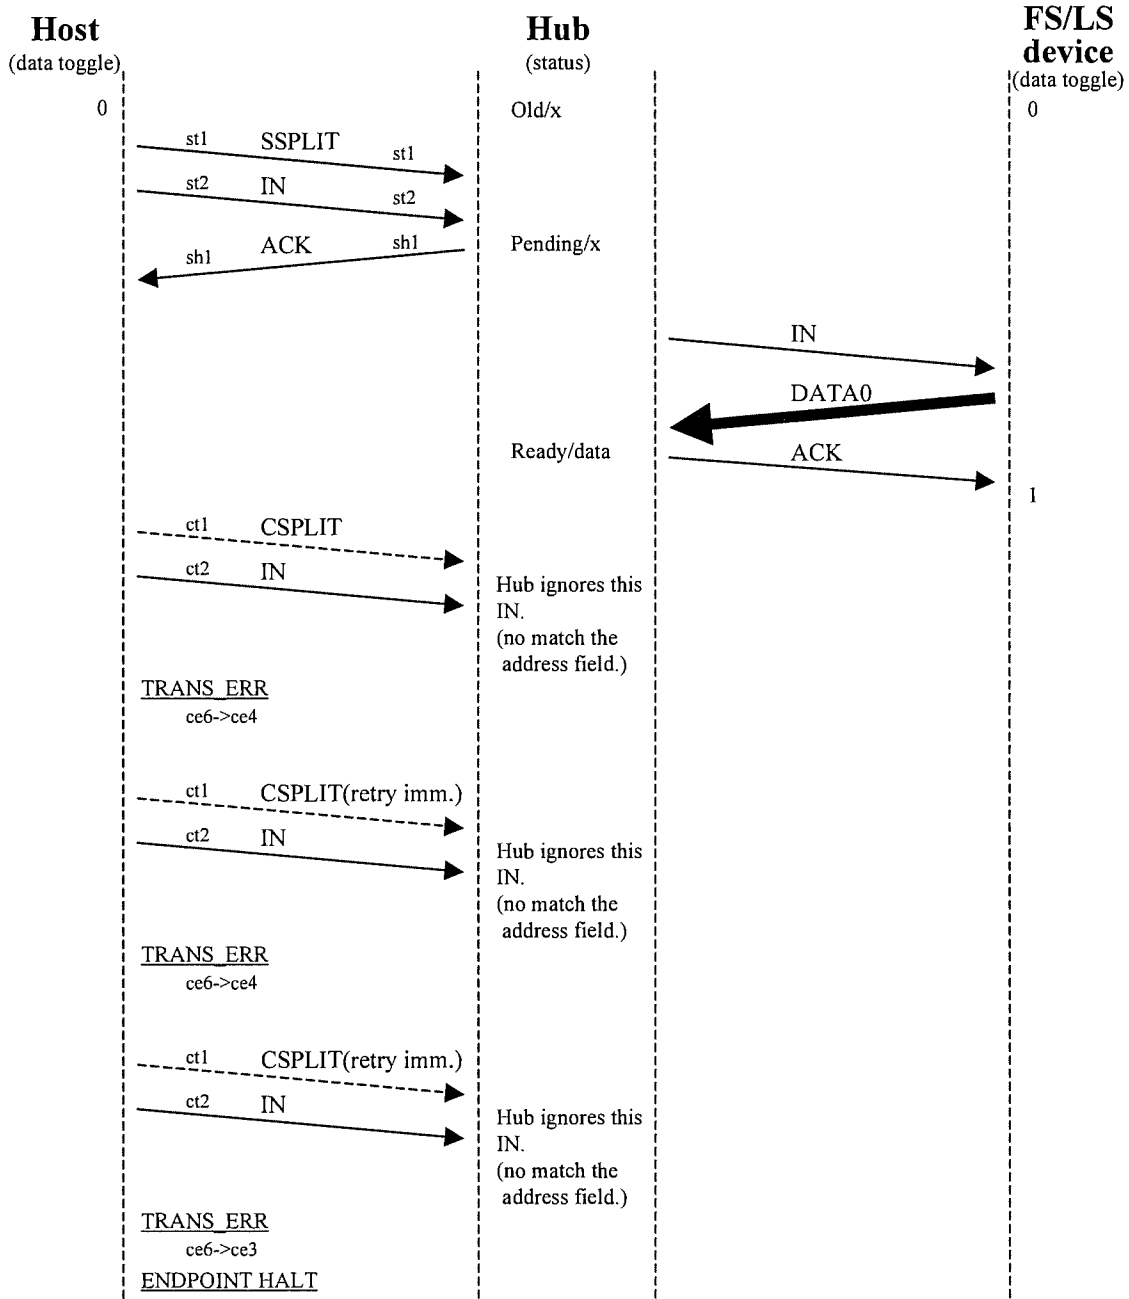 Host
(data toggle)
Hub
(status)
FS/LS
device
(data toggle)
0
Old/x
0
st1 SSPLIT st1
st2 IN st2
sh1 ACK sh1
Pending/x
IN
DATA0
Ready/data
ACK
1
ct1 CSPLIT
ct2 IN
Hub ignores this
IN.
(no match the
address field.)
TRANS_ERR
ce6->ce4
ct1 CSPLIT(retry imm.)
ct2 IN
Hub ignores this
IN.
(no match the
address field.)
TRANS_ERR
ce6->ce4
ct1 CSPLIT(retry imm.)
ct2 IN
Hub ignores this
IN.
(no match the
address field.)
TRANS_ERR
ce6->ce3
ENDPOINT HALT